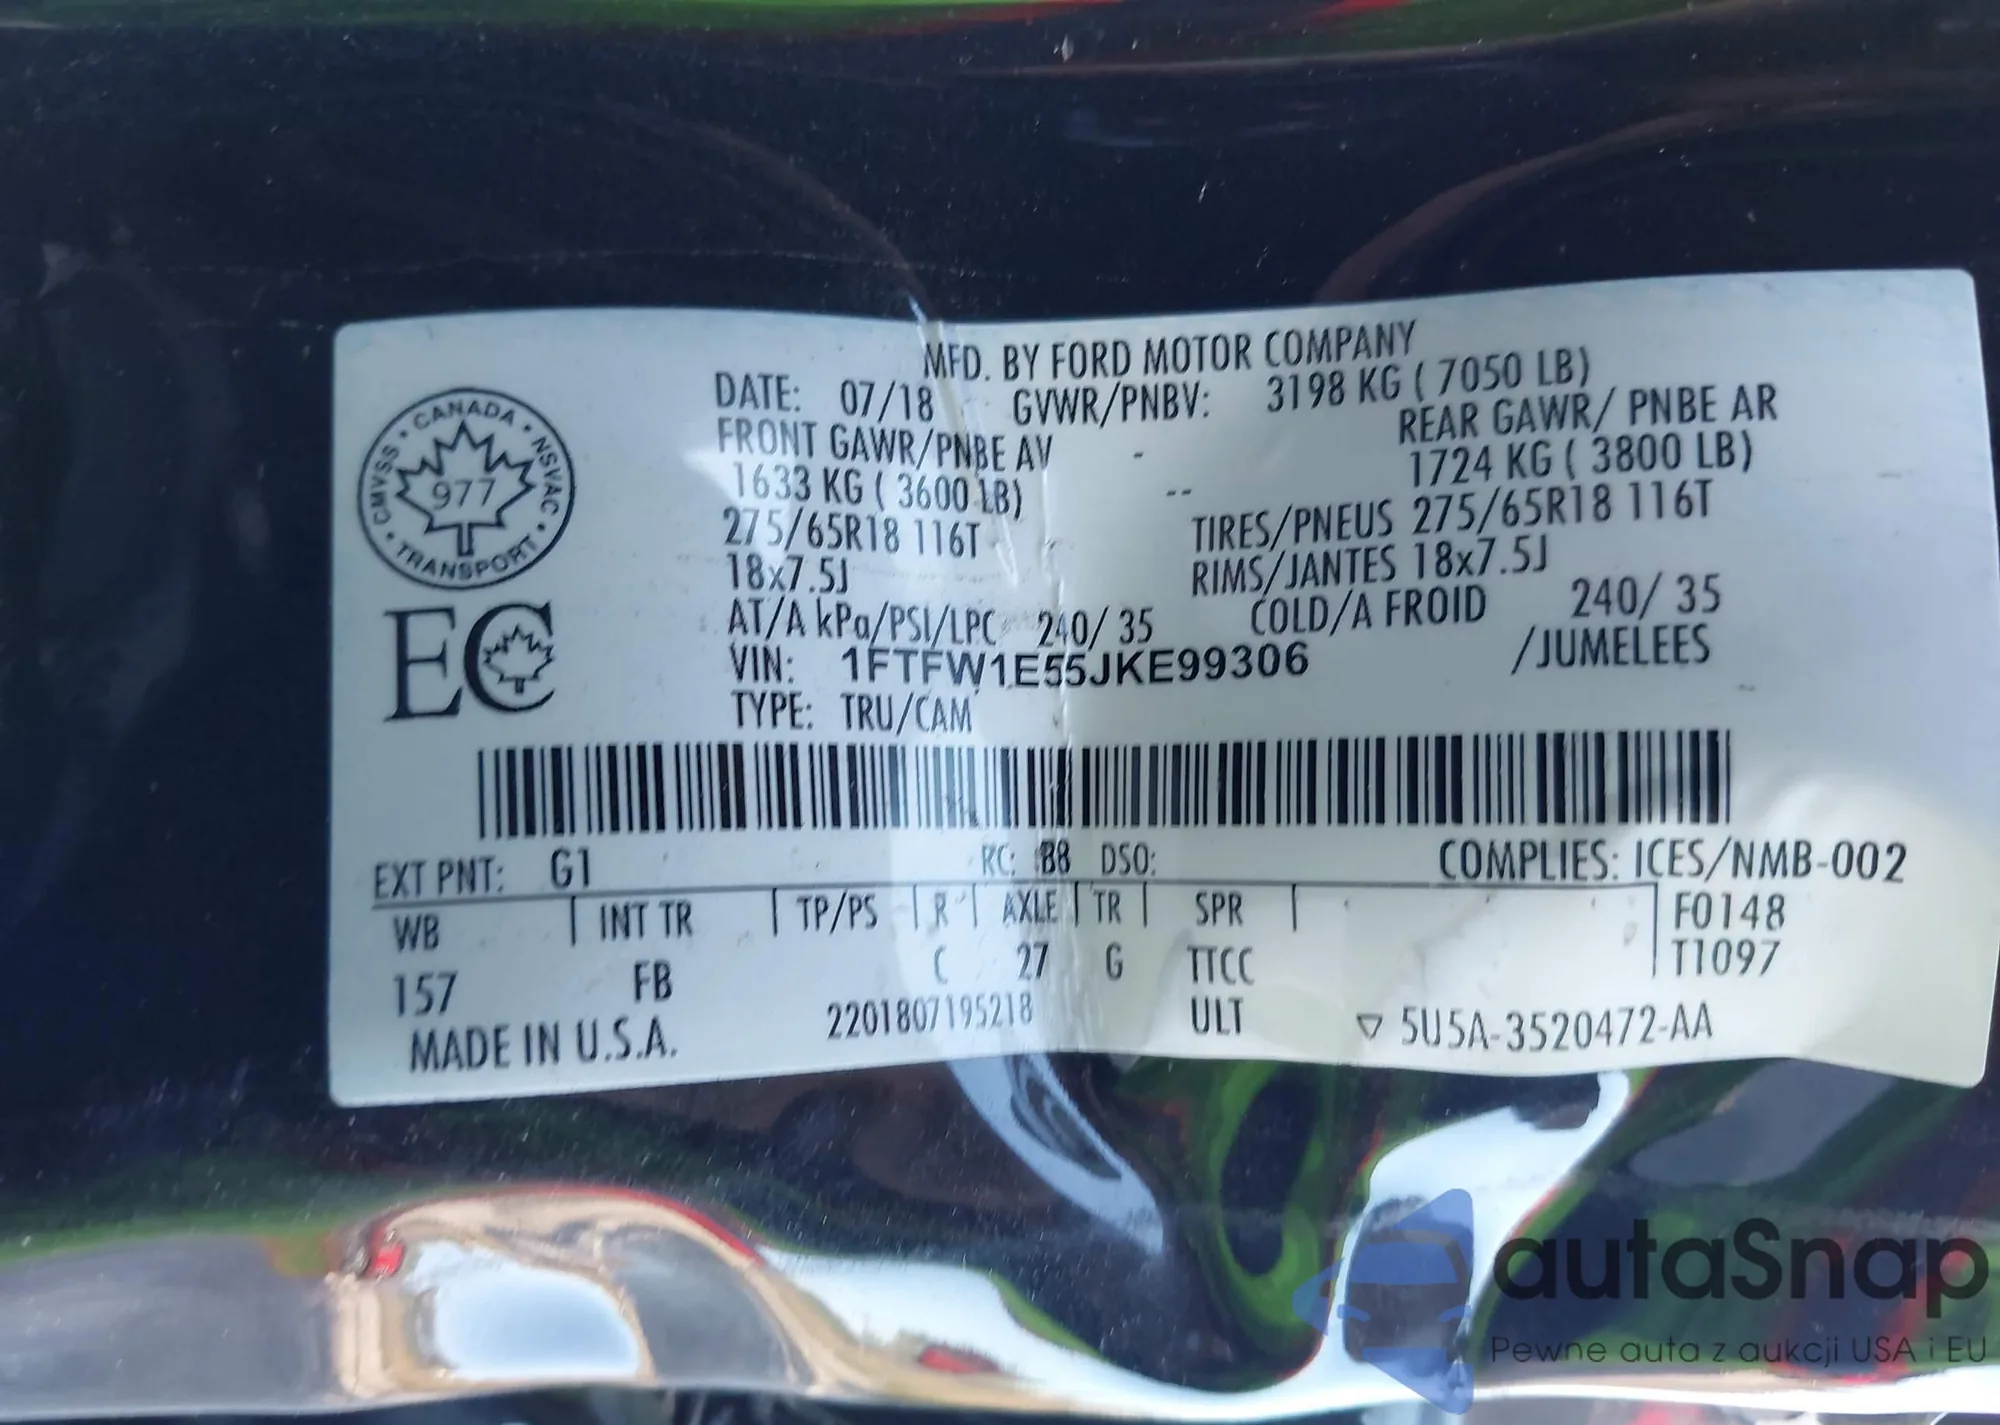 MFD. BY FORD MOTOR COMPANY
DATE: 07/18 GVWR/PNBV: 3198 KG ( 7050 LB)
FRONT GAWR/PNBE AV REAR GAWR/ PNBE AR
1633 KG ( 3600 LB) 1724 KG ( 3800 LB)
275/65R18 116T TIRES/PNEUS 275/65R18 116T
18x7.5J RIMS/JANTES 18x7.5J
AT/A kPa/PSI/LPC 240/ 35 COLD/A FROID 240/ 35
VIN: 1FTFW1E55JKE99306 /JUMELEES
TYPE: TRU/CAM
CANADA • NSVAC • TRANSPORT • CMVSS •
977
EC
EXT PNT: G1 RC: 88 DSO: COMPLIES: ICES/NMB-002
WB INT TR TP/PS R AXLE TR SPR F0148
T1097
157 FB C 27 G TTCC
MADE IN U.S.A. 2201807195218 ULT ▽ 5U5A-3520472-AA
autaSnap
Pewne auta z aukcji USA i EU